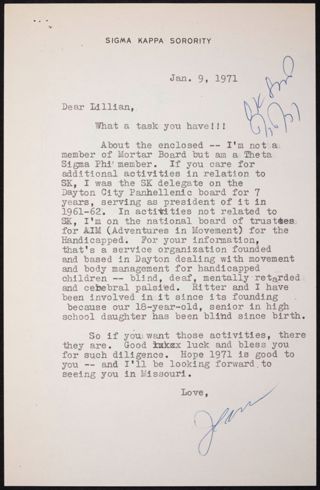 SIGMA KAPPA SORORITY
Jan. 9, 1971
Dear Lillian,
What a task you have!!!
About the enclosed -- I'm not a
member of Mortar Board but am a Theta
Sigma Phi member. If you care for
additional activities in relation to
SK, I was the SK delegate on the
Dayton City Panhellenic board for 7
years, serving as president of it in
1961-62. In activities not related to
SK, I'm on the national board of trustees
for AIM (Adventures in Movement) for the
Handicapped. For your information,
that's a service organization founded
and based in Dayton dealing with movement
and body management for handicapped
children -- blind, deaf, mentally retarded
and cerebral palsied. Ritter and I have
been involved in it since its founding
because our 18-year-old, senior in high
school daughter has been blind since birth.
So if you want those activities, there
they are. Good luck and bless you
for such diligence. Hope 1971 is good to
you -- and I'll be looking forward to
seeing you in Missouri.
Love,
Jean